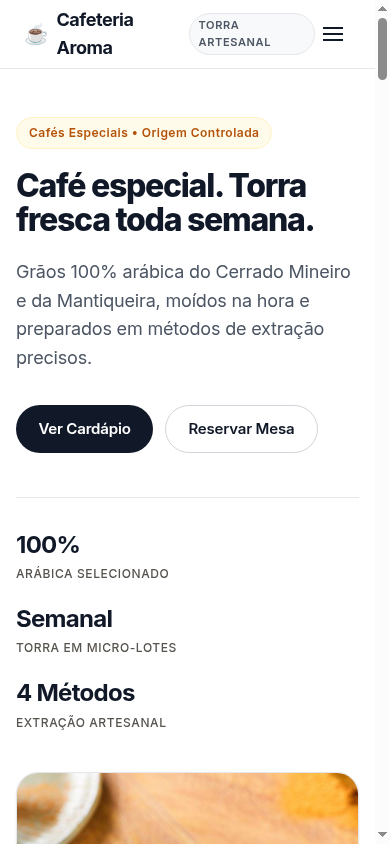 Cafeteria
Aroma
TORRA
ARTESANAL
Cafés Especiais • Origem Controlada
Café especial. Torra
fresca toda semana.
Grãos 100% arábica do Cerrado Mineiro
e da Mantiqueira, moídos na hora e
preparados em métodos de extração
precisos.
Ver Cardápio
Reservar Mesa
100%
ARÁBICA SELECIONADO
Semanal
TORRA EM MICRO-LOTES
4 Métodos
EXTRAÇÃO ARTESANAL